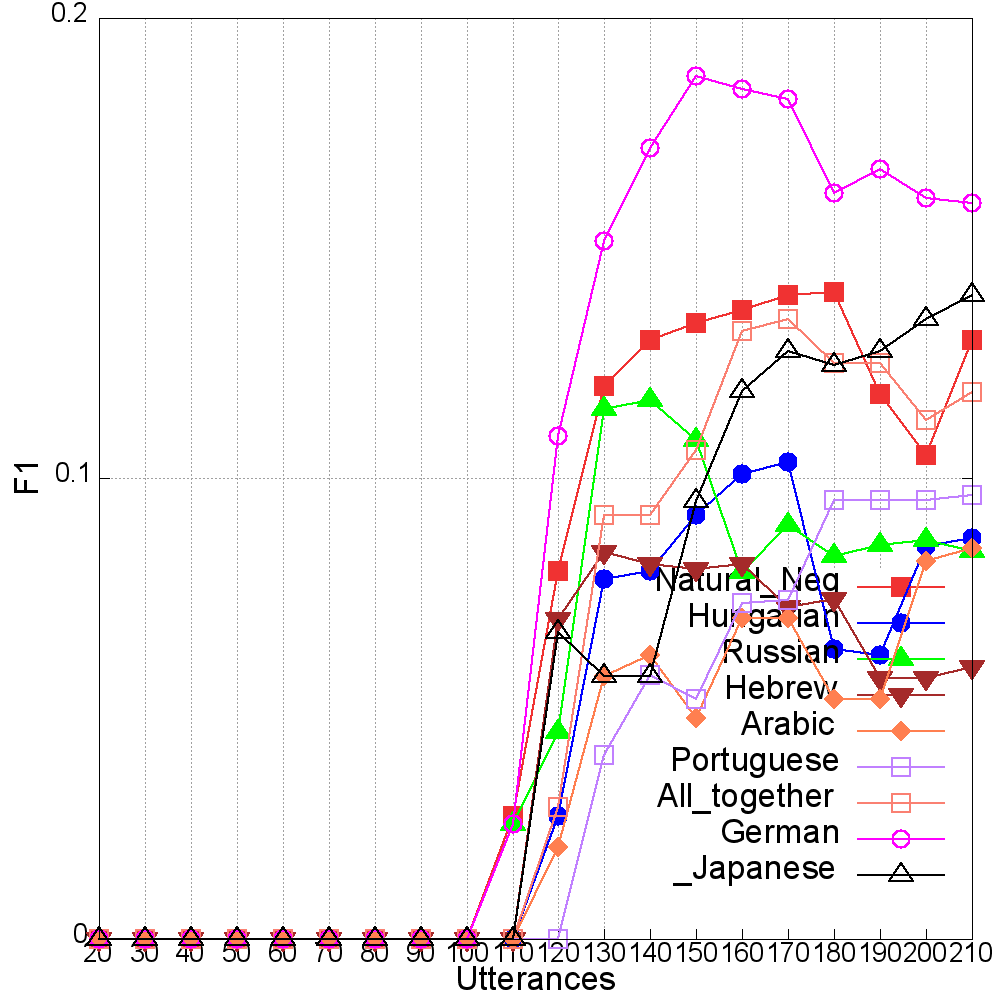 0.2
F1
0.1
Natural_Neg
Hungarian
Russian
Hebrew
Arabic
Portuguese
All_together
German
_Japanese
0
20 30 40 50 60 70 80 90 100 110 120 130 140 150 160 170 180 190 200 210
Utterances